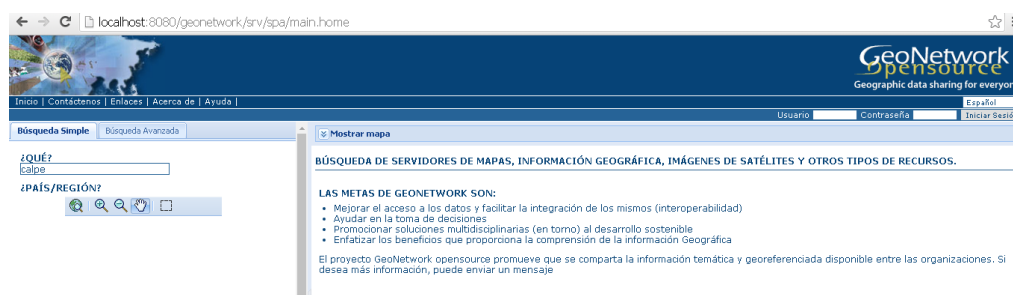 localhost:8080/geonetwork/srv/spa/main.home
GeoNetwork
Opensource
Geographic data sharing for everyon
Inicio | Contáctenos | Enlaces | Acerca de | Ayuda |
Español
Usuario Contraseña Iniciar Sesió
Búsqueda Simple Búsqueda Avanzada
Mostrar mapa
¿QUÉ?
calpe
¿PAÍS/REGIÓN?
BÚSQUEDA DE SERVIDORES DE MAPAS, INFORMACIÓN GEOGRÁFICA, IMÁGENES DE SATÉLITES Y OTROS TIPOS DE RECURSOS.
LAS METAS DE GEONETWORK SON:
• Mejorar el acceso a los datos y facilitar la integración de los mismos (interoperabilidad)
• Ayudar en la toma de decisiones
• Promocionar soluciones multidisciplinarias (en torno) al desarrollo sostenible
• Enfatizar los beneficios que proporciona la comprensión de la información Geográfica
El proyecto GeoNetwork opensource promueve que se comparta la información temática y georeferenciada disponible entre las organizaciones. Si
desea más información, puede enviar un mensaje